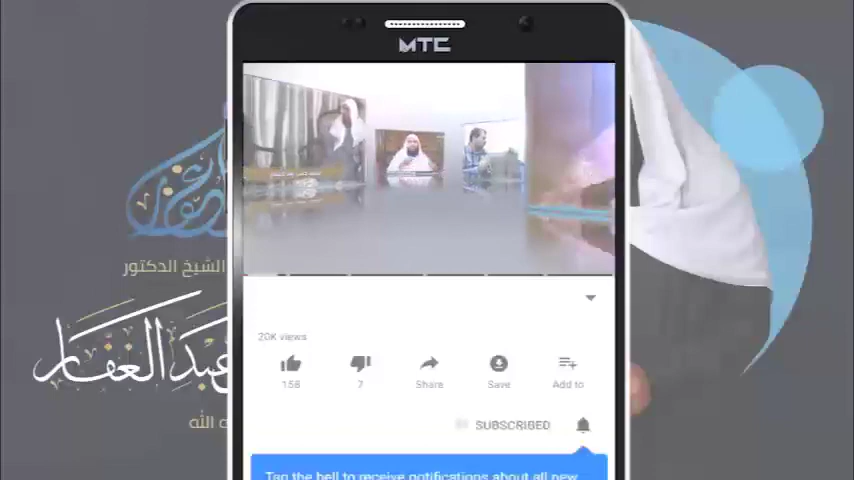 MTC
الشيخ الدكتور
عبد الغفار
ه الله
20K views
158
7
Share
Save
Add to
SUBSCRIBED
Tap the bell to receive notifications about all new